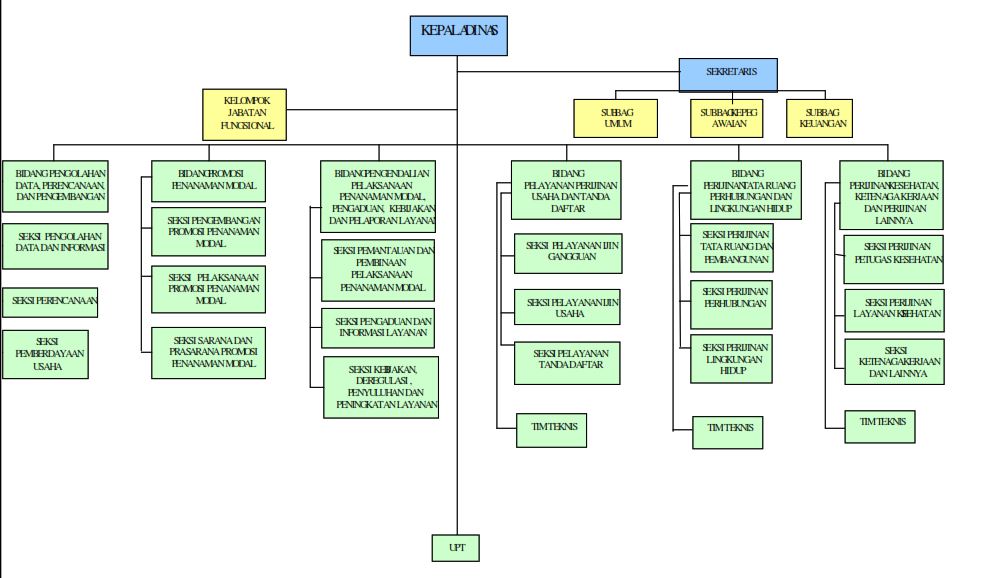 KEPALA DINAS
SEKRETARIS
KELOMPOK
JABATAN
FUNGSIONAL
SUBBAG
UMUM
SUBBAG KEPEG
AWAIAN
SUBBAG
KEUANGAN
BIDANG PENGOLAHAN
DATA, PERENCANAAN,
DAN PENGEMBANGAN
SEKSI PENGOLAHAN
DATA DAN INFORMASI
SEKSI PERENCANAAN
SEKSI
PEMBERDAYAAN
USAHA
BIDANG PROMOSI
PENANAMAN MODAL
SEKSI PENGEMBANGAN
PROMOSI PENANAMAN
MODAL
SEKSI PELAKSANAAN
PROMOSI PENANAMAN
MODAL
SEKSI SARANA DAN
PRASARANA PROMOSI
PENANAMAN MODAL
BIDANG PENGENDALIAN
PELAKSANAAN
PENANAMAN MODAL,
PENGADUAN, KEBIJAKAN
DAN PELAPORAN LAYANAN
SEKSI PEMANTAUAN DAN
PEMBINAAN
PELAKSANAAN
PENANAMAN MODAL
SEKSI PENGADUAN DAN
INFORMASI LAYANAN
SEKSI KEBIJAKAN,
DEREGULASI,
PENYULUHAN DAN
PENINGKATAN LAYANAN
BIDANG
PELAYANAN PERIJINAN
USAHA DAN TANDA
DAFTAR
SEKSI PELAYANAN IJIN
GANGGUAN
SEKSI PELAYANAN IJIN
USAHA
SEKSI PELAYANAN
TANDA DAFTAR
TIM TEKNIS
BIDANG
PERIJINAN TATA RUANG
PERHUBUNGAN DAN
LINGKUNGAN HIDUP
SEKSI PERIJINAN
TATA RUANG DAN
PEMBANGUNAN
SEKSI PERIJINAN
PERHUBUNGAN
SEKSI PERIJINAN
LINGKUNGAN
HIDUP
TIM TEKNIS
BIDANG
PERIJINAN KESEHATAN,
KETENAGAKERJAAN
DAN PERIJINAN
LAINNYA
SEKSI PERIJINAN
PETUGAS KESEHATAN
SEKSI PERIJINAN
LAYANAN KESEHATAN
SEKSI
KETENAGAKERJAAN
DAN LAINNYA
TIM TEKNIS
UPT